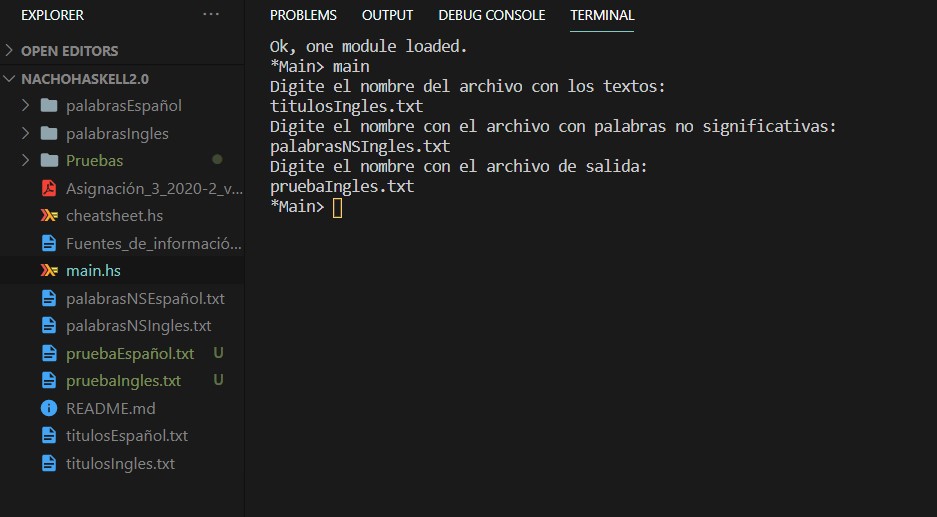 EXPLORER ...
OPEN EDITORS
NACHOHASKELL2.0
palabrasEspañol
palabrasIngles
Pruebas
Asignación_3_2020-2_v...
cheatsheet.hs
Fuentes_de_informació...
main.hs
palabrasNSEspañol.txt
palabrasNSIngles.txt
pruebaEspañol.txt U
pruebaIngles.txt U
README.md
titulosEspañol.txt
titulosIngles.txt
PROBLEMS OUTPUT DEBUG CONSOLE TERMINAL
Ok, one module loaded.
*Main> main
Digite el nombre del archivo con los textos:
titulosIngles.txt
Digite el nombre con el archivo con palabras no significativas:
palabrasNSIngles.txt
Digite el nombre con el archivo de salida:
pruebaIngles.txt
*Main>